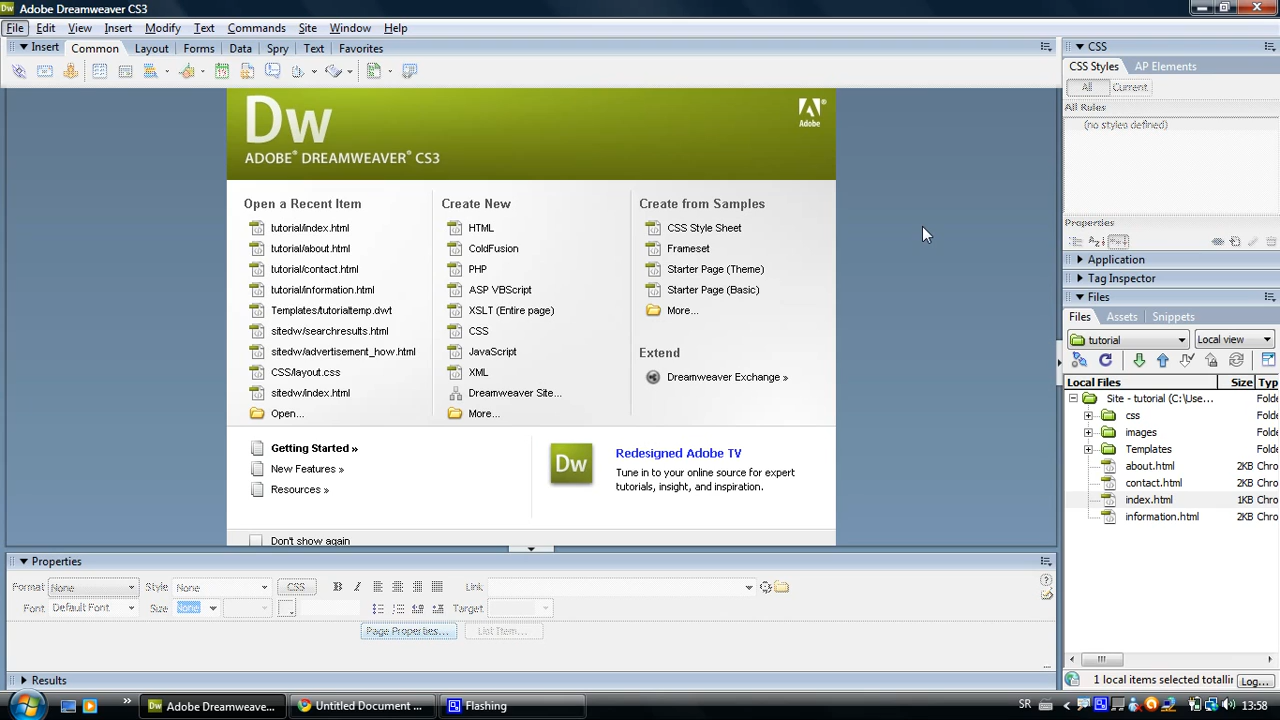 Dw Adobe Dreamweaver CS3
File Edit View Insert Modify Text Commands Site Window Help
Insert Common Layout Forms Data Spry Text Favorites
Dw
Adobe
ADOBE® DREAMWEAVER® CS3
Open a Recent Item
tutorial/index.html
tutorial/about.html
tutorial/contact.html
tutorial/information.html
Templates/tutorialtemp.dwt
sitedw/searchresults.html
sitedw/advertisement_how.html
CSS/layout.css
sitedw/index.html
Open...
Create New
HTML
ColdFusion
PHP
ASP VBScript
XSLT (Entire page)
CSS
JavaScript
XML
Dreamweaver Site...
More...
Create from Samples
CSS Style Sheet
Frameset
Starter Page (Theme)
Starter Page (Basic)
More...
Extend
Dreamweaver Exchange »
Getting Started »
New Features »
Resources »
Dw
Redesigned Adobe TV
Tune in to your online source for expert
tutorials, insight, and inspiration.
Don't show again
CSS
CSS Styles AP Elements
All Current
All Rules
(no styles defined)
Properties
Application
Tag Inspector
Files
Files Assets Snippets
tutorial Local view
Local Files Size Typ
Site - tutorial (C:\Use... Folde
css Folde
images Folde
Templates Folde
about.html 2KB Chro
contact.html 2KB Chro
index.html 1KB Chro
information.html 2KB Chro
1 local items selected totallin Log...
Properties
Format None Style None CSS B Link
Font Default Font Size None Target
Page Properties... List Item...
Results
Adobe Dreamweave... Untitled Document ... Flashing SR 13:58